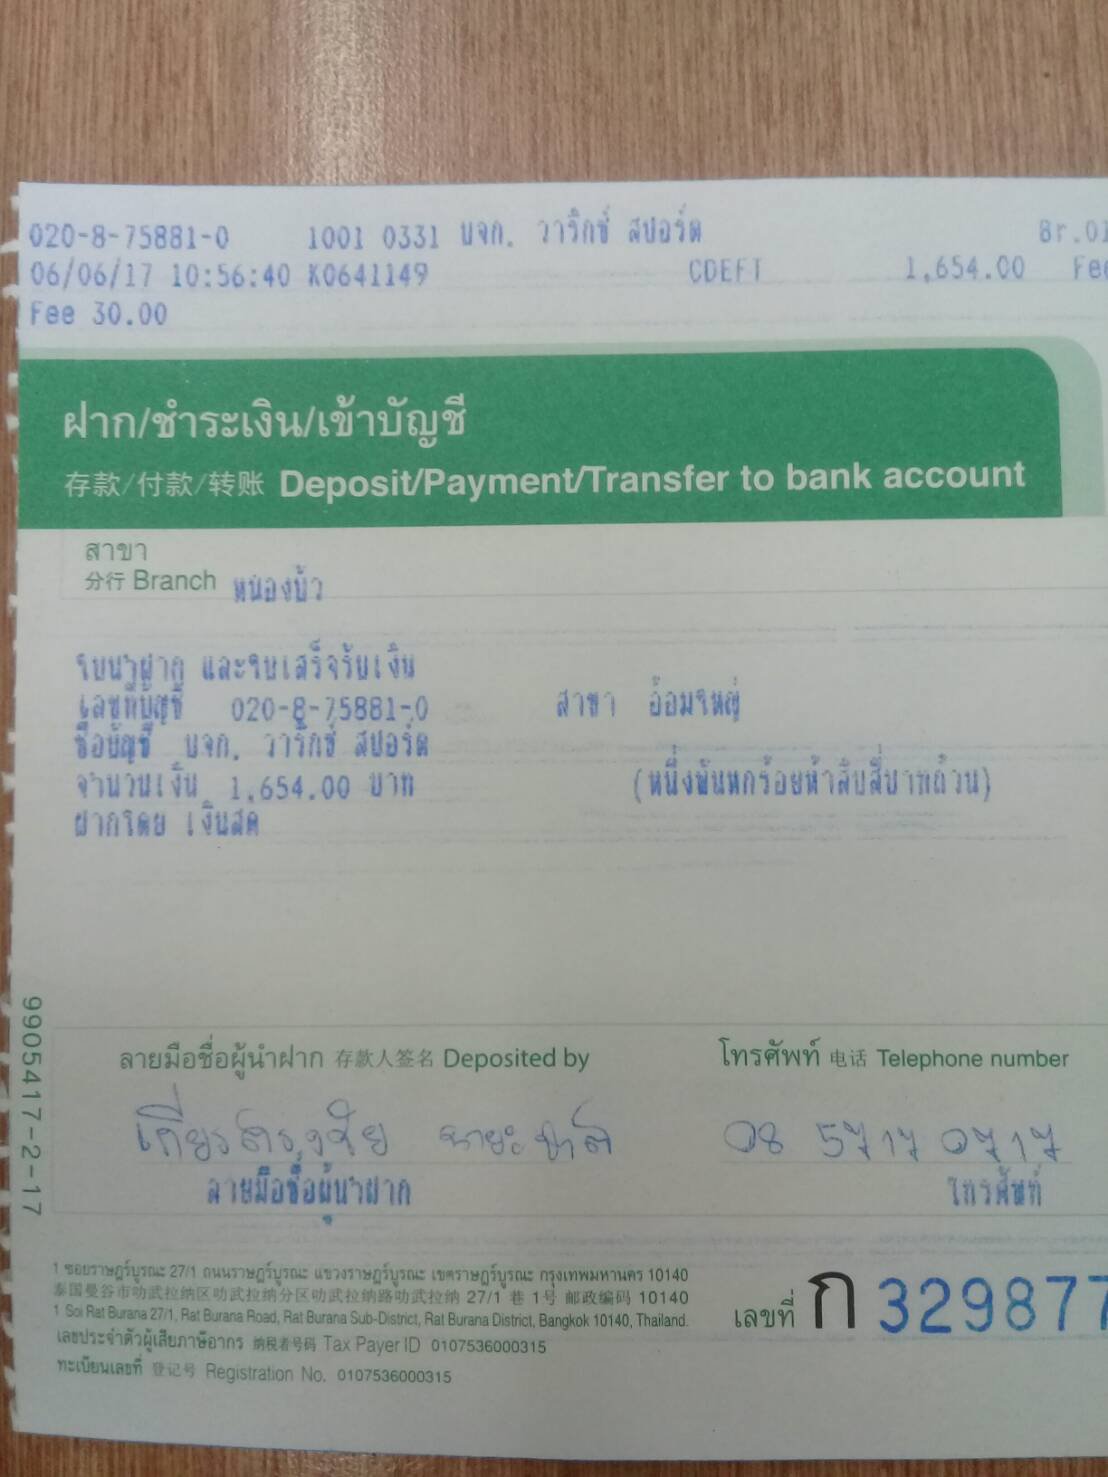 020-8-75881-0 1001 0331 บจก. วาริกซ์ สปอร์ต Br.01
06/06/17 10:56:40 K0641149 CDEFT 1,654.00 Fee
Fee 30.00
ฝาก/ชำระเงิน/เข้าบัญชี
存款/付款/转账 Deposit/Payment/Transfer to bank account
สาขา
分行 Branch หนองบัว
ใบนำฝาก และใบเสร็จรับเงิน
เลขที่บัญชี 020-8-75881-0 สาขา อ้อมใหญ่
ชื่อบัญชี บจก. วาริกซ์ สปอร์ต
จำนวนเงิน 1,654.00 บาท (หนึ่งพันหกร้อยห้าสิบสี่บาทถ้วน)
ฝากโดย เงินสด
9905417-2-17
ลายมือชื่อผู้นำฝาก 存款人签名 Deposited by โทรศัพท์ 电话 Telephone number
เกียรติรงชัย 08 5717 0717
ลายมือชื่อผู้นำฝาก โทรศัพท์
1 ซอยราษฎร์บูรณะ 27/1 ถนนราษฎร์บูรณะ แขวงราษฎร์บูรณะ เขตราษฎร์บูรณะ กรุงเทพมหานคร 10140
泰国曼谷市叻武拉纳区叻武拉纳分区叻武拉纳路叻武拉纳 27/1 巷 1号 邮政编码 10140
1 Soi Rat Burana 27/1, Rat Burana Road, Rat Burana Sub-District, Rat Burana District, Bangkok 10140, Thailand.
เลขที่ ก 329877
เลขประจำตัวผู้เสียภาษีอากร 纳税者号码 Tax Payer ID 0107536000315
ทะเบียนเลขที่ 登记号 Registration No. 0107536000315